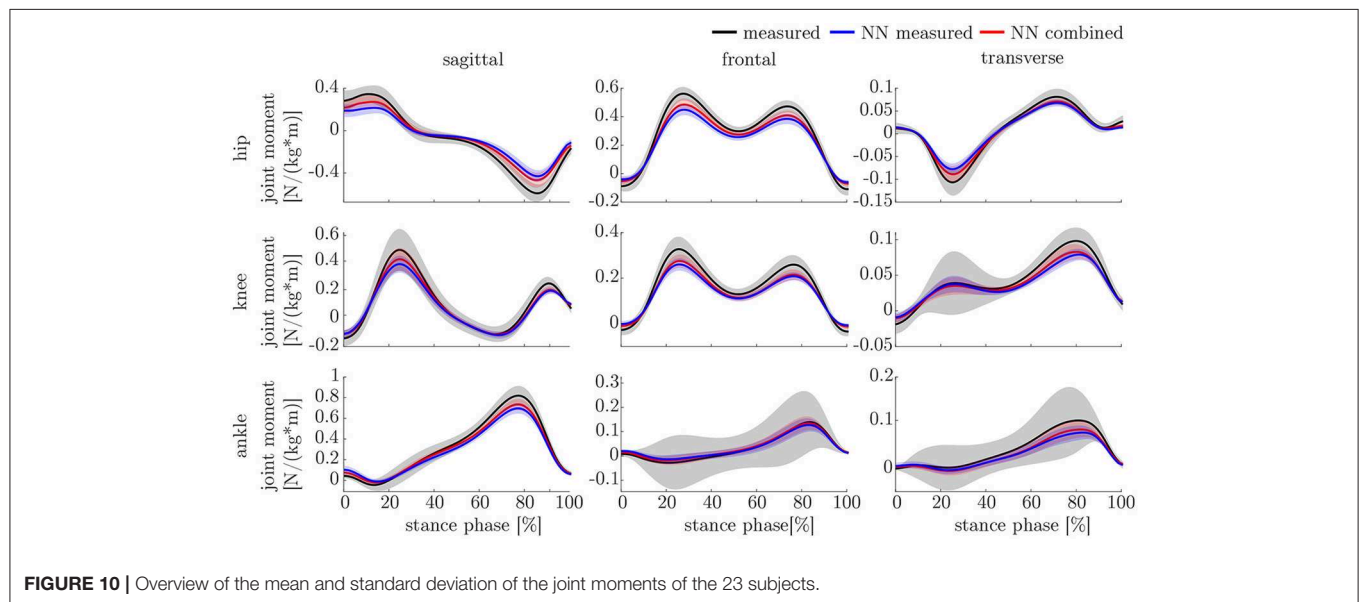 measured NN measured NN combined
sagittal frontal transverse
hip
joint moment
[N/(kg*m)]
0.4
0
-0.4
0.6
0.4
0.2
0
-0.2
0.1
0.05
0
-0.05
-0.1
-0.15
knee
joint moment
[N/(kg*m)]
0.6
0.4
0.2
0
-0.2
0.4
0.2
0
0.1
0.05
0
-0.05
ankle
joint moment
[N/(kg*m)]
1
0.8
0.6
0.4
0.2
0
0.3
0.2
0.1
0
-0.1
0.2
0.1
0
0 20 40 60 80 100
0 20 40 60 80 100
0 20 40 60 80 100
stance phase [%] stance phase[%] stance phase [%]
FIGURE 10 | Overview of the mean and standard deviation of the joint moments of the 23 subjects.